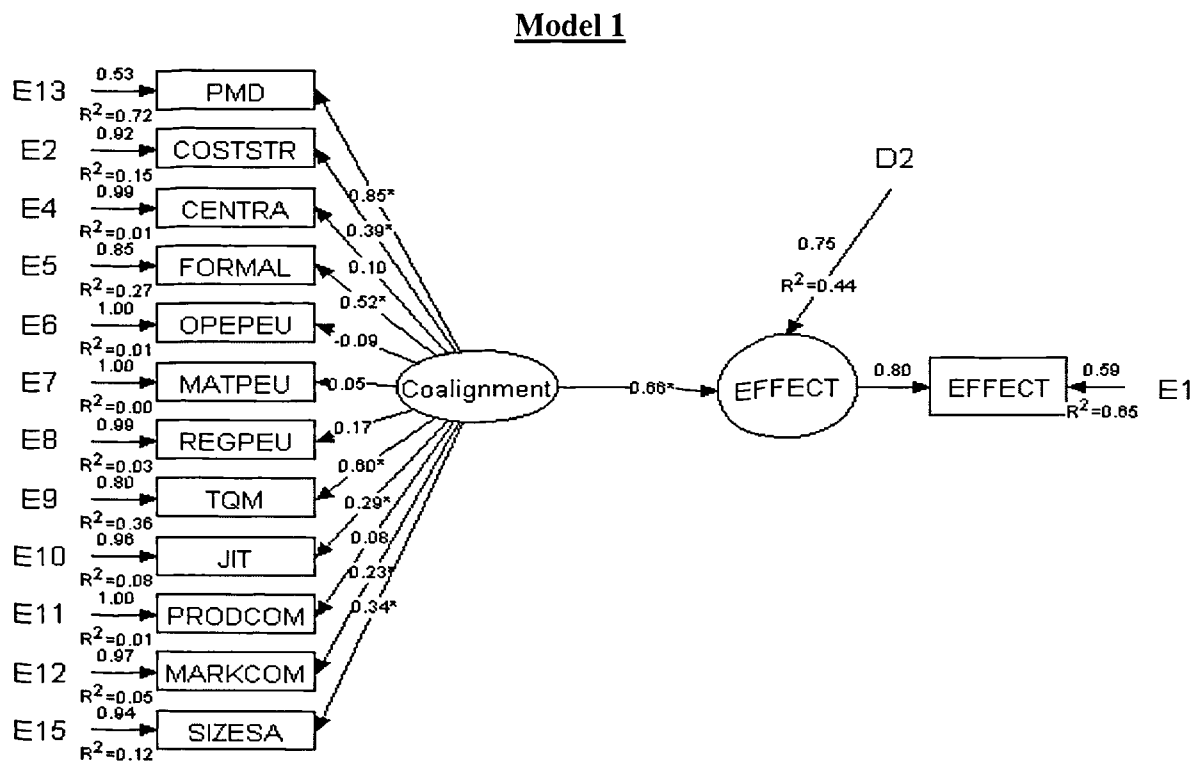 Model 1
E13
0.53
R²=0.72
PMD
E2
0.92
R²=0.15
COSTSTR
E4
0.99
R²=0.01
CENTRA
E5
0.85
R²=0.27
FORMAL
E6
1.00
R²=0.01
OPEPEU
E7
1.00
R²=0.00
MATPEU
E8
0.99
R²=0.03
REGPEU
E9
0.80
R²=0.36
TQM
E10
0.96
R²=0.08
JIT
E11
1.00
R²=0.01
PRODCOM
E12
0.97
R²=0.05
MARKCOM
E15
0.94
R²=0.12
SIZESA
0.85*
0.39*
0.10
0.52*
-0.09
0.05
0.17
0.60*
0.29*
0.08
0.23*
0.34*
Coalignment
0.66*
D2
0.75
R²=0.44
EFFECT
0.80
EFFECT
0.59
R²=0.65
E1